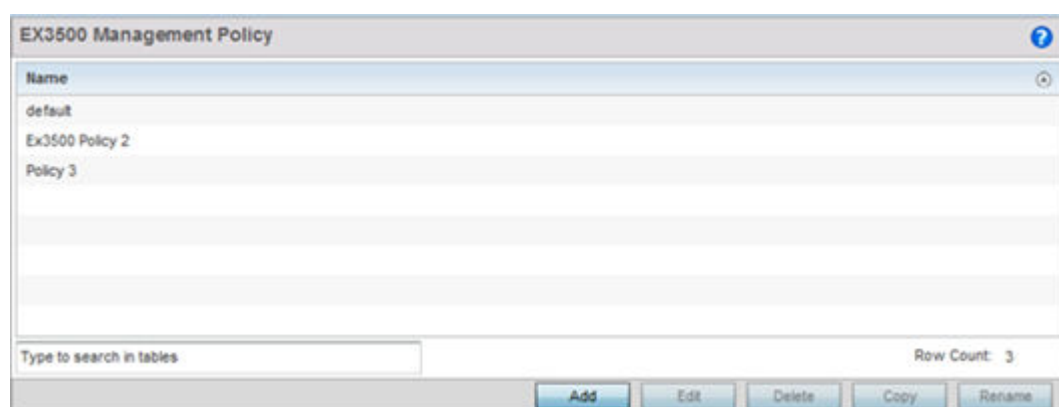 EX3500 Management Policy
?
Name
default
Ex3500 Policy 2
Policy 3
Type to search in tables
Row Count: 3
Add Edit Delete Copy Rename